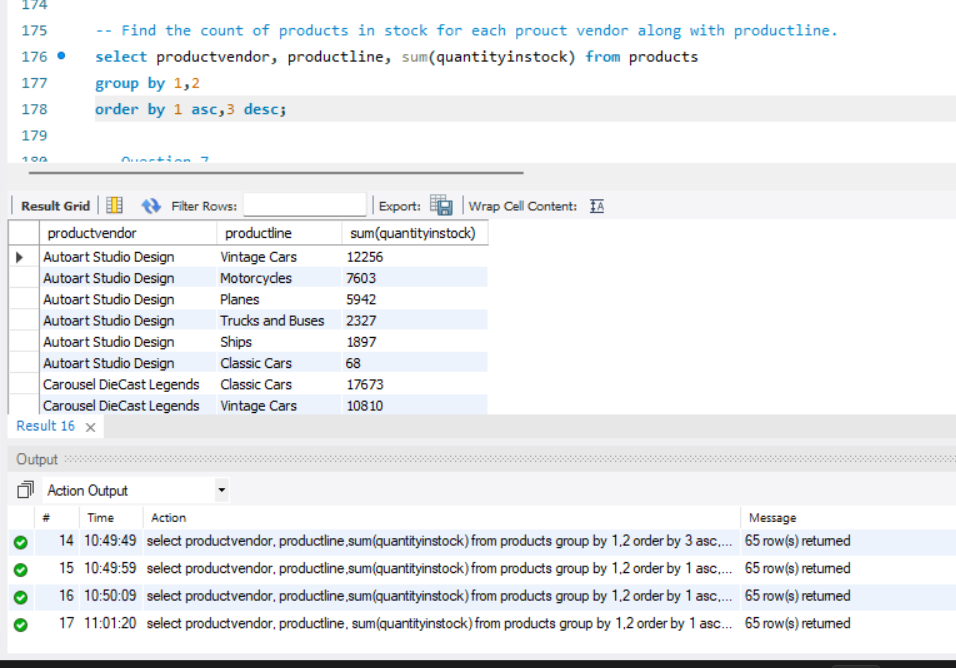 174
175 -- Find the count of products in stock for each prouct vendor along with productline.
176 select productvendor, productline, sum(quantityinstock) from products
177 group by 1,2
178 order by 1 asc,3 desc;
179
180 Question 7
Result Grid Filter Rows: Export: Wrap Cell Content: IA
productvendor productline sum(quantityinstock)
Autoart Studio Design Vintage Cars 12256
Autoart Studio Design Motorcycles 7603
Autoart Studio Design Planes 5942
Autoart Studio Design Trucks and Buses 2327
Autoart Studio Design Ships 1897
Autoart Studio Design Classic Cars 68
Carousel DieCast Legends Classic Cars 17673
Carousel DieCast Legends Vintage Cars 10810
Result 16
Output
Action Output
# Time Action Message
14 10:49:49 select productvendor, productline,sum(quantityinstock) from products group by 1,2 order by 3 asc,... 65 row(s) returned
15 10:49:59 select productvendor, productline,sum(quantityinstock) from products group by 1,2 order by 1 asc,... 65 row(s) returned
16 10:50:09 select productvendor, productline,sum(quantityinstock) from products group by 1,2 order by 1 asc,... 65 row(s) returned
17 11:01:20 select productvendor, productline, sum(quantityinstock) from products group by 1,2 order by 1 asc... 65 row(s) returned